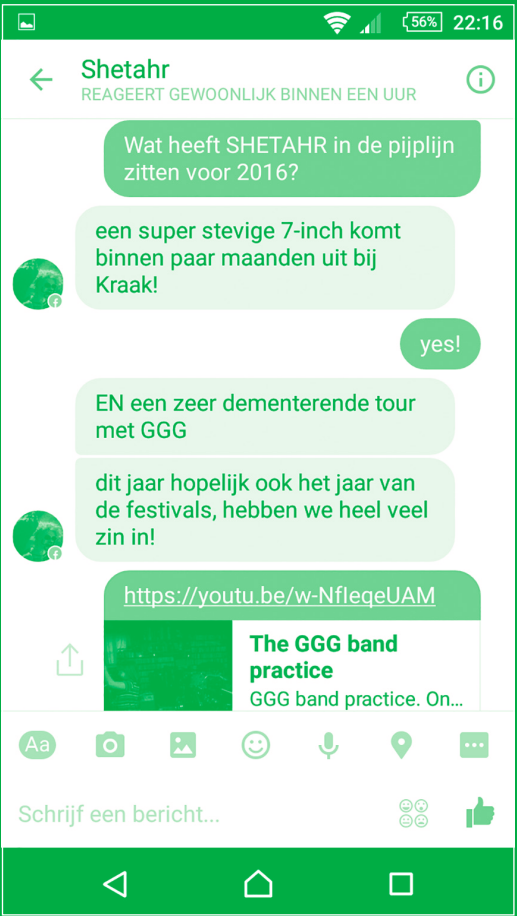 56% 22:16
Shetahr
REAGEERT GEWOONLIJK BINNEN EEN UUR
Wat heeft SHETAHR in de pijplijn
zitten voor 2016?
een super stevige 7-inch komt
binnen paar maanden uit bij
Kraak!
yes!
EN een zeer dementerende tour
met GGG
dit jaar hopelijk ook het jaar van
de festivals, hebben we heel veel
zin in!
https://youtu.be/w-NfIeqeUAM
The GGG band
practice
GGG band practice. On...
Aa
Schrijf een bericht...